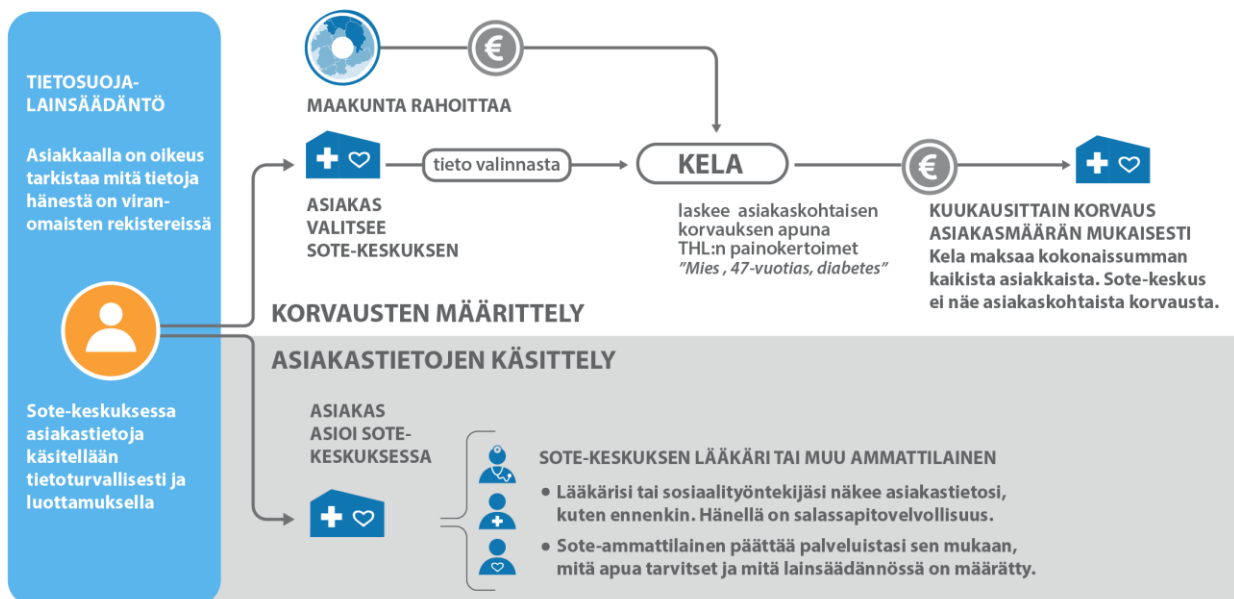 TIETOSUOJA-
LAINSÄÄDÄNTÖ
Asiakkaalla on oikeus
tarkistaa mitä tietoja
hänestä on viran-
omaisten rekistereissä
Sote-keskuksessa
asiakastietoja
käsitellään
tietoturvallisesti ja
luottamuksella
€
MAAKUNTA RAHOITTAA
ASIAKAS
VALITSEE
SOTE-KESKUKSEN
tieto valinnasta
KELA
laskee asiakaskohtaisen
korvauksen apuna
THL:n painokertoimet
"Mies , 47-vuotias, diabetes"
€
KUUKAUSITTAIN KORVAUS
ASIAKASMÄÄRÄN MUKAISESTI
Kela maksaa kokonaissumman
kaikista asiakkaista. Sote-keskus
ei näe asiakaskohtaista korvausta.
KORVAUSTEN MÄÄRITTELY
ASIAKASTIETOJEN KÄSITTELY
ASIAKAS
ASIOI SOTE-
KESKUKSESSA
SOTE-KESKUKSEN LÄÄKÄRI TAI MUU AMMATTILAINEN
• Lääkärisi tai sosiaalityöntekijäsi näkee asiakastietosi,
kuten ennenkin. Hänellä on salassapitovelvollisuus.
• Sote-ammattilainen päättää palveluistasi sen mukaan,
mitä apua tarvitset ja mitä lainsäädännössä on määrätty.